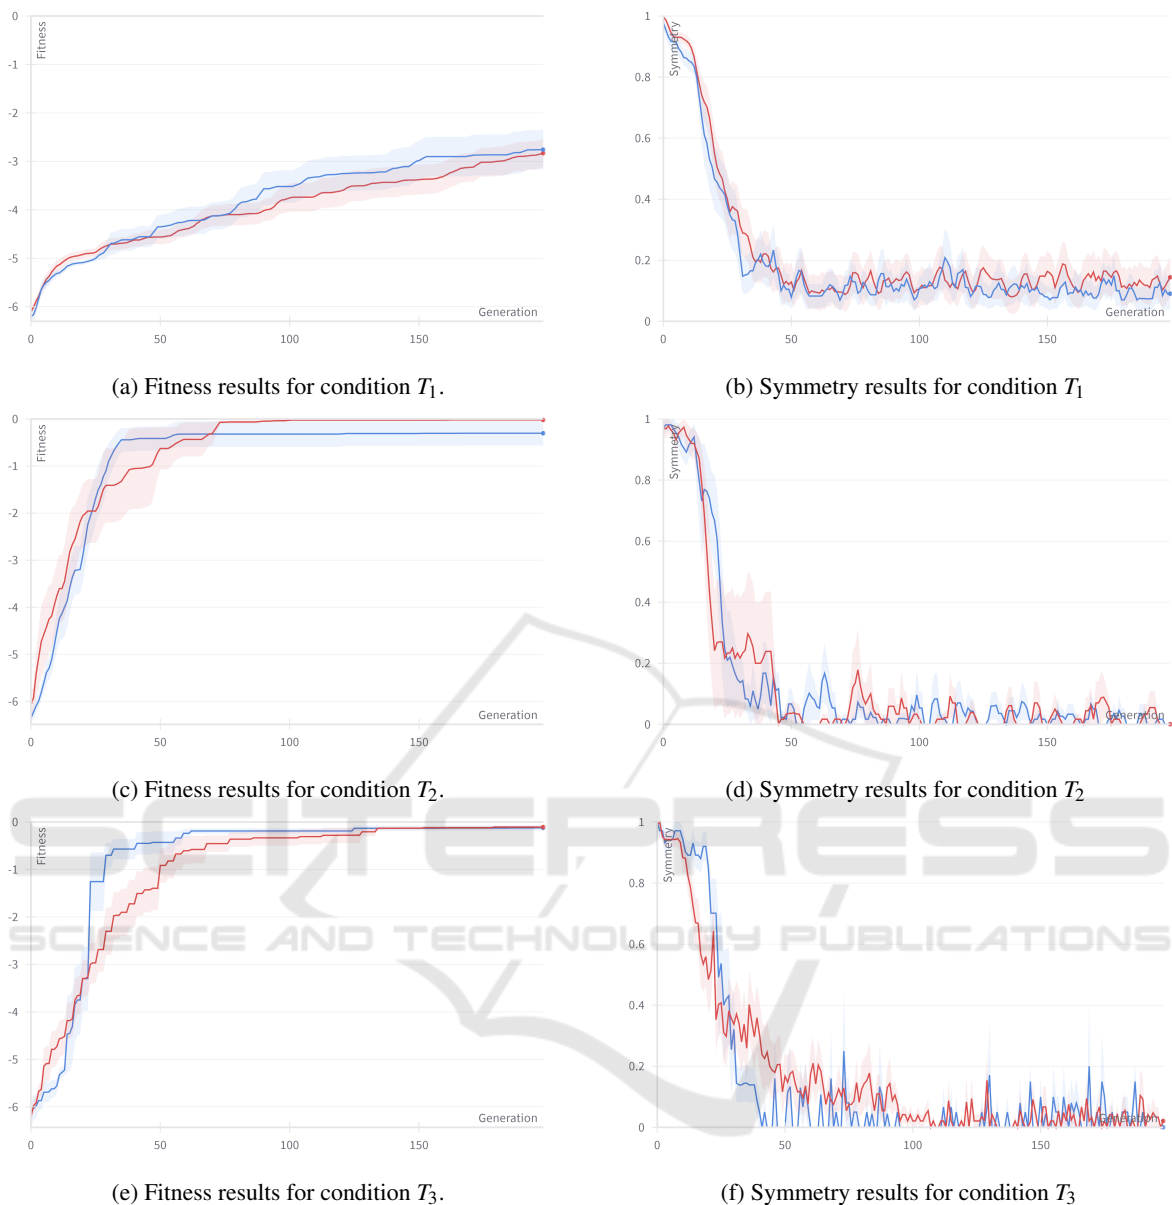 0
-1
-2
-3
-4
-5
-6
Fitness
Generation
0 50 100 150
1
0.8
0.6
0.4
0.2
0
Symmetry
Generation
0 50 100 150
(a) Fitness results for condition T1.
(b) Symmetry results for condition T1
0
-1
-2
-3
-4
-5
-6
Fitness
Generation
0 50 100 150
1
0.8
0.6
0.4
0.2
0
Symmetry
Generation
0 50 100 150
(c) Fitness results for condition T2.
(d) Symmetry results for condition T2
SCITEPRESS
SCIENCE AND TECHNOLOGY PUBLICATIONS
0
-1
-2
-3
-4
-5
-6
Fitness
Generation
0 50 100 150
1
0.8
0.6
0.4
0.2
0
Symmetry
Generation
0 50 100 150
(e) Fitness results for condition T3.
(f) Symmetry results for condition T3